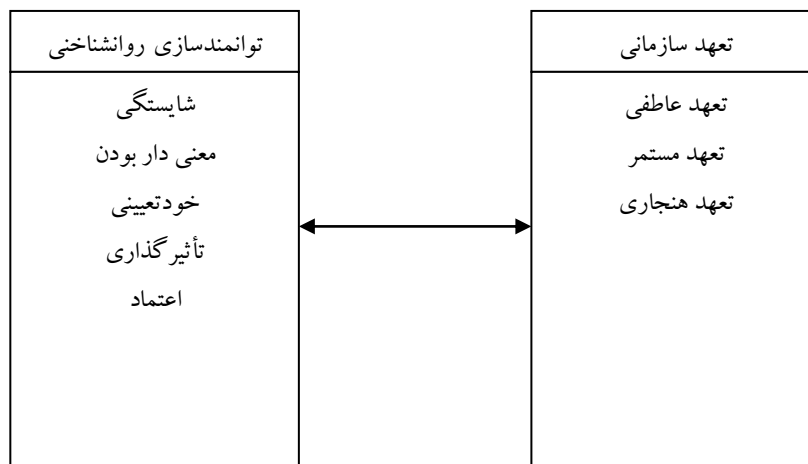 تعهد سازمانی
تعهد عاطفی
تعهد مستمر
تعهد هنجاری
توانمندسازی روانشناختی
شایستگی
معنی دار بودن
خودتعیینی
تأثیرگذاری
اعتماد